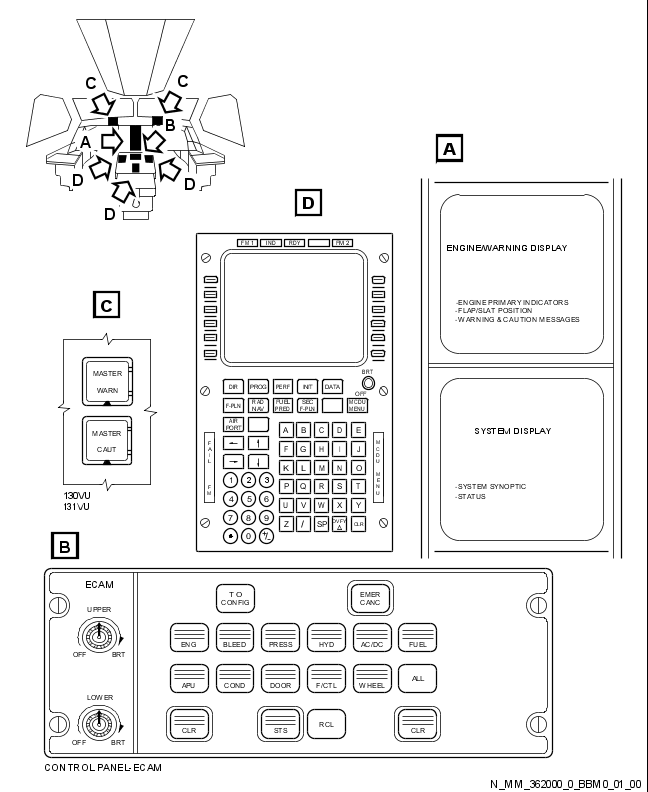 C
C
B
A
D
D
D
A
ENGINE/WARNING DISPLAY
-ENGINE PRIMARY INDICATORS
-FLAP/SLAT POSITION
-WARNING & CAUTION MESSAGES
SYSTEM DISPLAY
-SYSTEM SYNOPTIC
-STATUS
D
FM 1 IND RDY FM 2
BRT
DIR PROG PERF INIT DATA
OFF
F-PLN RAD NAV FUEL PRED SEC F-PLN MCDU MENU
AIR PORT
← ↑
→ ↓
FAIL FM
MCDU MENU
A B C D E
F G H I J
K L M N O
P Q R S T
U V W X Y
Z / SP OVFY Δ CLR
1 2 3
4 5 6
7 8 9
. 0 +/-
C
MASTER
WARN
MASTER
CAUT
130VU
131VU
B
ECAM
UPPER
OFF BRT
LOWER
OFF BRT
TO CONFIG
EMER CANC
ENG BLEED PRESS HYD AC/DC FUEL
APU COND DOOR F/CTL WHEEL ALL
CLR STS RCL CLR
CONTROL PANEL-ECAM
N_MM_362000_0_BBM0_01_00